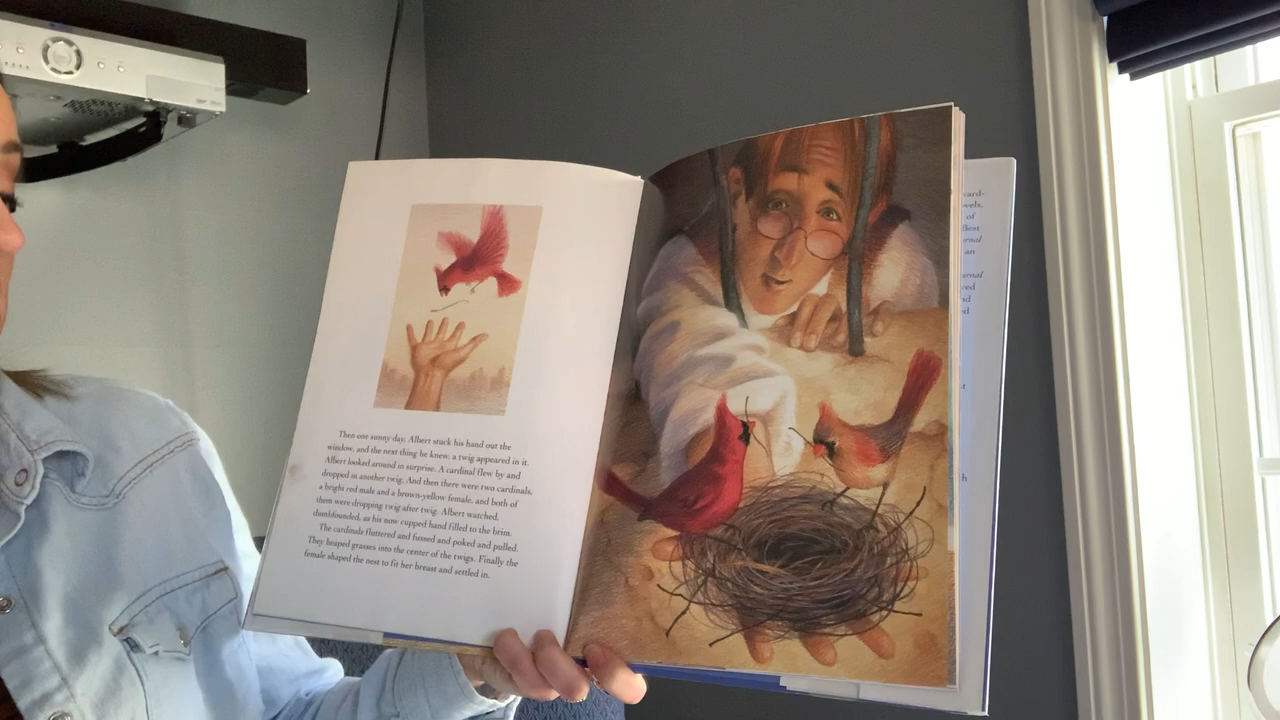 Then one sunny day, Albert stuck his hand out the
window, and the next thing he knew, a twig appeared in it.
Albert looked around in surprise. A cardinal flew by and
dropped in another twig. And then there were two cardinals,
a bright red male and a brown-yellow female, and both of
them were dropping twig after twig. Albert watched,
dumbfounded, as his now cupped hand filled to the brim.
The cardinals fluttered and fussed and poked and pulled.
They heaped grasses into the center of the twigs. Finally the
female shaped the nest to fit her breast and settled in.
of
an